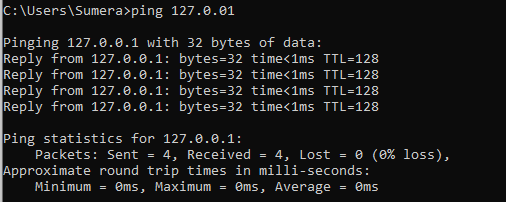 C:\Users\Sumera>ping 127.0.01
Pinging 127.0.0.1 with 32 bytes of data:
Reply from 127.0.0.1: bytes=32 time<1ms TTL=128
Reply from 127.0.0.1: bytes=32 time<1ms TTL=128
Reply from 127.0.0.1: bytes=32 time<1ms TTL=128
Reply from 127.0.0.1: bytes=32 time<1ms TTL=128
Ping statistics for 127.0.0.1:
Packets: Sent = 4, Received = 4, Lost = 0 (0% loss),
Approximate round trip times in milli-seconds:
Minimum = 0ms, Maximum = 0ms, Average = 0ms